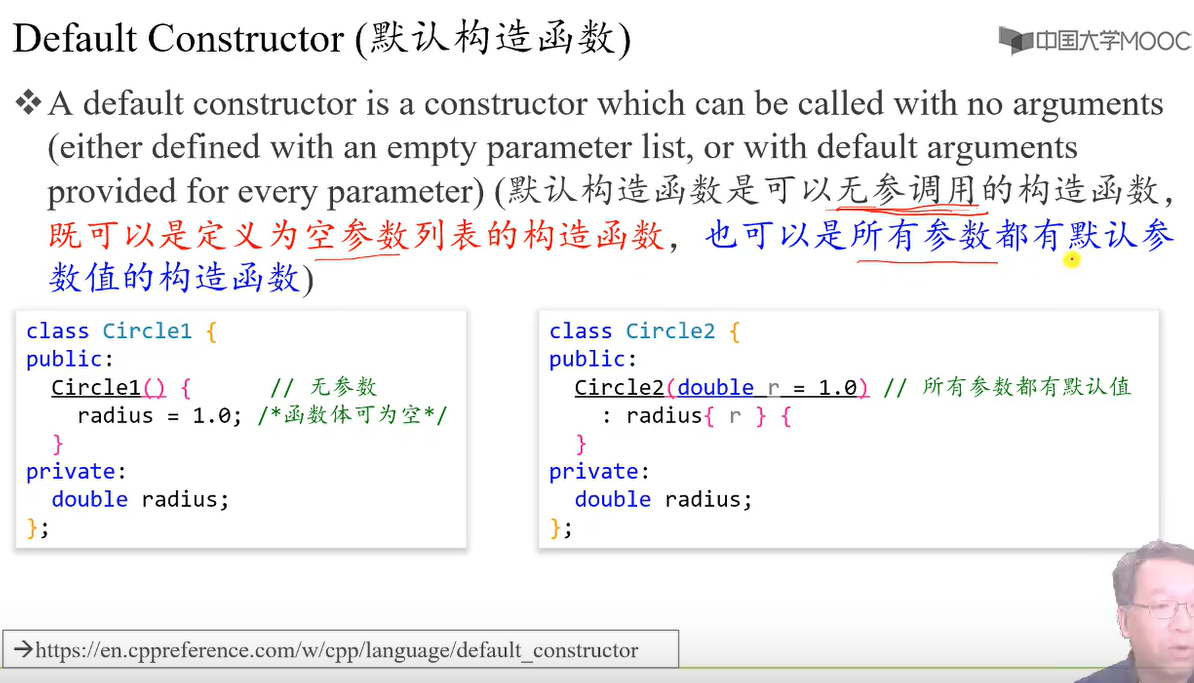 Default Constructor (默认构造函数)
中国大学MOOC
❖A default constructor is a constructor which can be called with no arguments
(either defined with an empty parameter list, or with default arguments
provided for every parameter) (默认构造函数是可以无参调用的构造函数,
既可以是定义为空参数列表的构造函数, 也可以是所有参数都有默认参
数值的构造函数)
class Circle1 {
public:
Circle1() { // 无参数
radius = 1.0; /*函数体可为空*/
}
private:
double radius;
};
class Circle2 {
public:
Circle2(double r = 1.0) // 所有参数都有默认值
: radius{ r } {
}
private:
double radius;
};
→https://en.cppreference.com/w/cpp/language/default_constructor